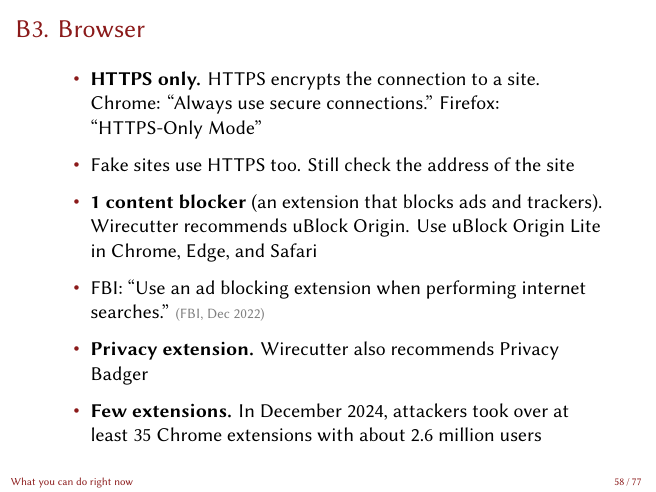 B3. Browser
• HTTPS only. HTTPS encrypts the connection to a site.
Chrome: “Always use secure connections.” Firefox:
“HTTPS-Only Mode”
• Fake sites use HTTPS too. Still check the address of the site
• 1 content blocker (an extension that blocks ads and trackers).
Wirecutter recommends uBlock Origin. Use uBlock Origin Lite
in Chrome, Edge, and Safari
• FBI: “Use an ad blocking extension when performing internet
searches.” (FBI, Dec 2022)
• Privacy extension. Wirecutter also recommends Privacy
Badger
• Few extensions. In December 2024, attackers took over at
least 35 Chrome extensions with about 2.6 million users
What you can do right now
58 / 77